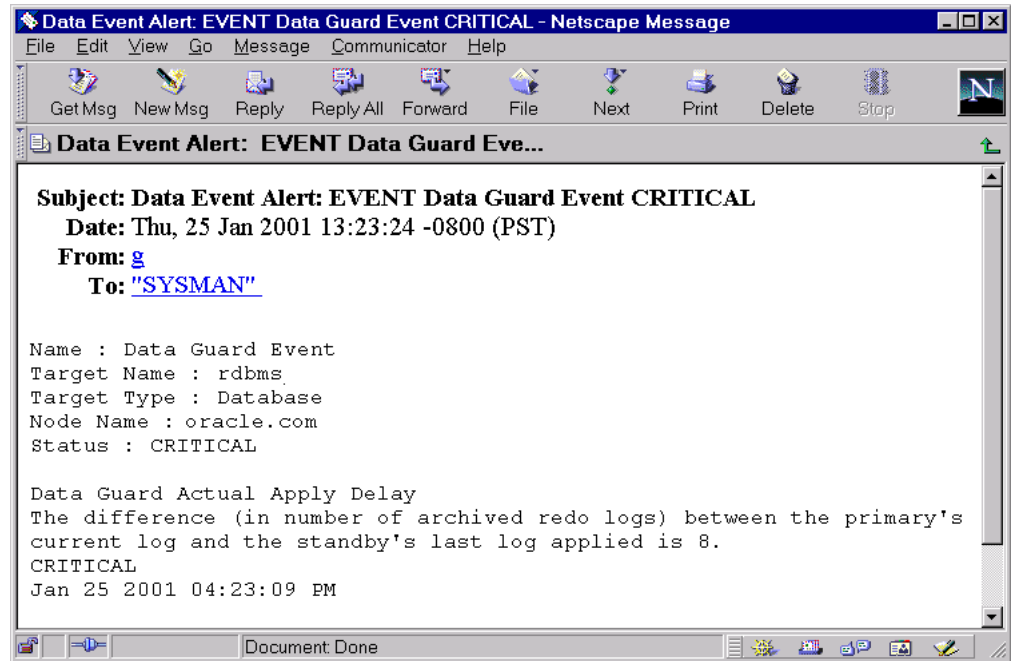 Data Event Alert: EVENT Data Guard Event CRITICAL - Netscape Message
File Edit View Go Message Communicator Help
Get Msg New Msg Reply Reply All Forward File Next Print Delete Stop
N
Data Event Alert: EVENT Data Guard Eve...
Subject: Data Event Alert: EVENT Data Guard Event CRITICAL
Date: Thu, 25 Jan 2001 13:23:24 -0800 (PST)
From: g
To: "SYSMAN"
Name : Data Guard Event
Target Name : rdbms
Target Type : Database
Node Name : oracle.com
Status : CRITICAL
Data Guard Actual Apply Delay
The difference (in number of archived redo logs) between the primary's
current log and the standby's last log applied is 8.
CRITICAL
Jan 25 2001 04:23:09 PM
Document: Done